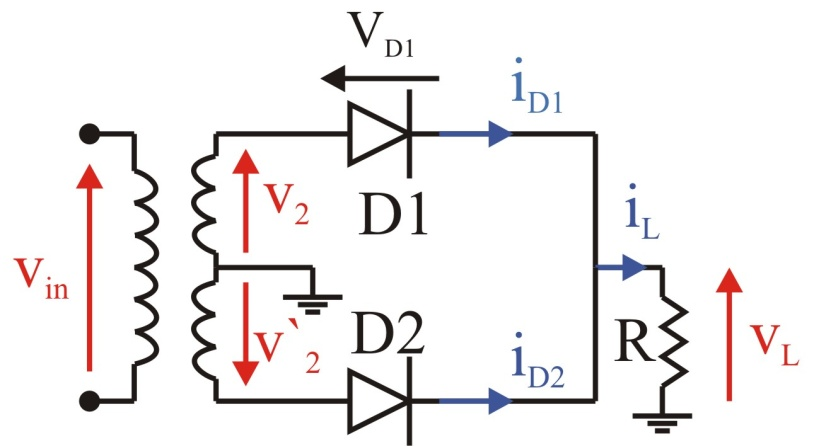 V_D1
i_D1
D1
v_2
v_in
i_L
D2
v`_2
R
v_L
i_D2